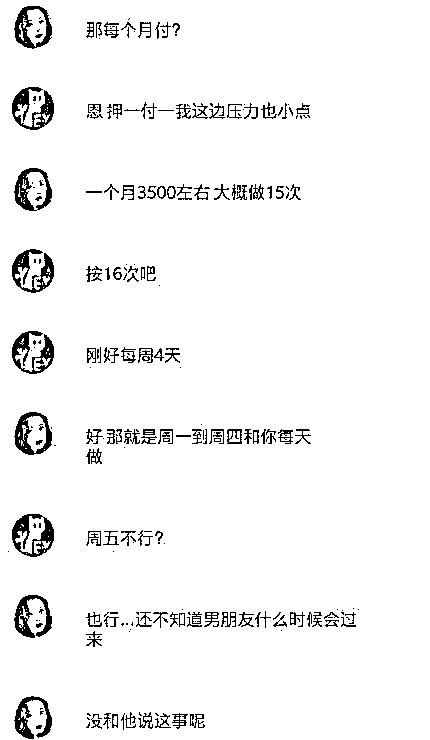 那每个月付?
恩 押一付一我这边压力也小点
一个月3500左右 大概做15次
按16次吧
刚好每周4天
好 那就是周一到周四和你每天
做
周五不行?
也行...还不知道男朋友什么时候会过
来
没和他说这事呢